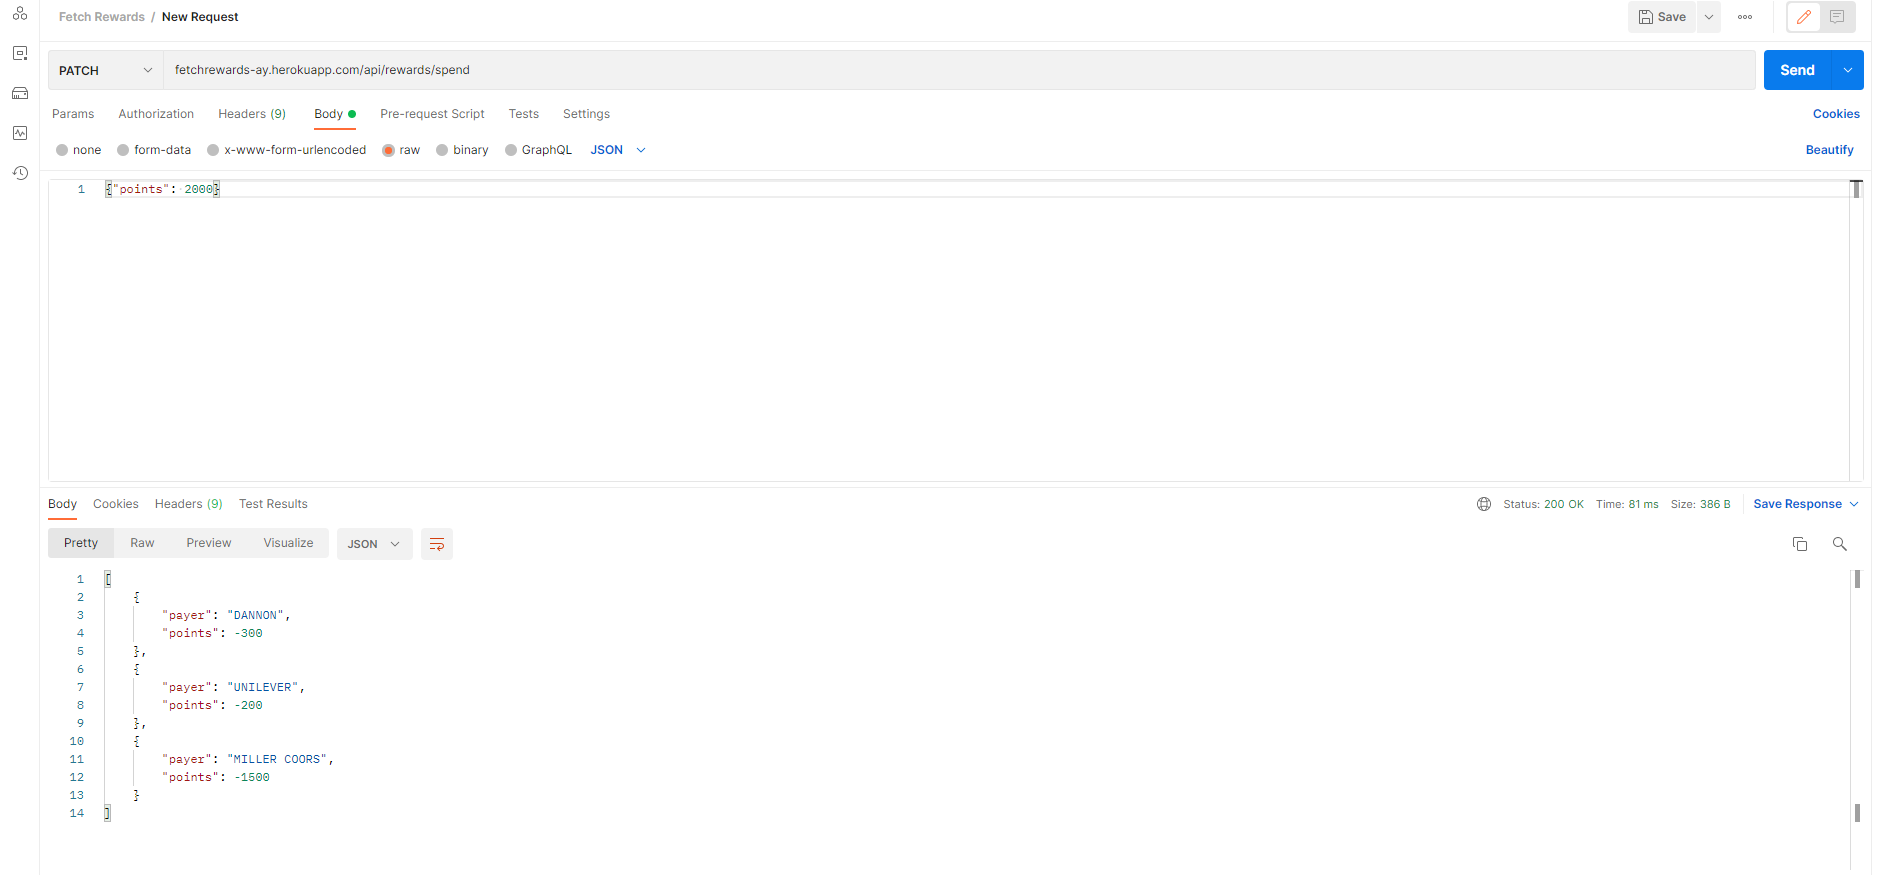 Fetch Rewards / New Request
Save
PATCH
fetchrewards-ay.herokuapp.com/api/rewards/spend
Send
Params Authorization Headers (9) Body Pre-request Script Tests Settings Cookies
none form-data x-www-form-urlencoded raw binary GraphQL JSON Beautify
1 {"points": 2000}
Body Cookies Headers (9) Test Results Status: 200 OK Time: 81 ms Size: 386 B Save Response
Pretty Raw Preview Visualize JSON
1 [
2 {
3 "payer": "DANNON",
4 "points": -300
5 },
6 {
7 "payer": "UNILEVER",
8 "points": -200
9 },
10 {
11 "payer": "MILLER COORS",
12 "points": -1500
13 }
14 ]